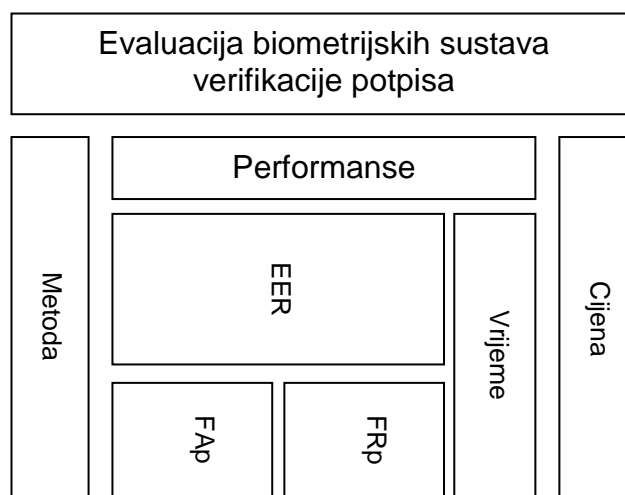 Evaluacija biometrijskih sustava
verifikacije potpisa
Metoda
Performanse
EER
FAp
FRp
Vrijeme
Cijena